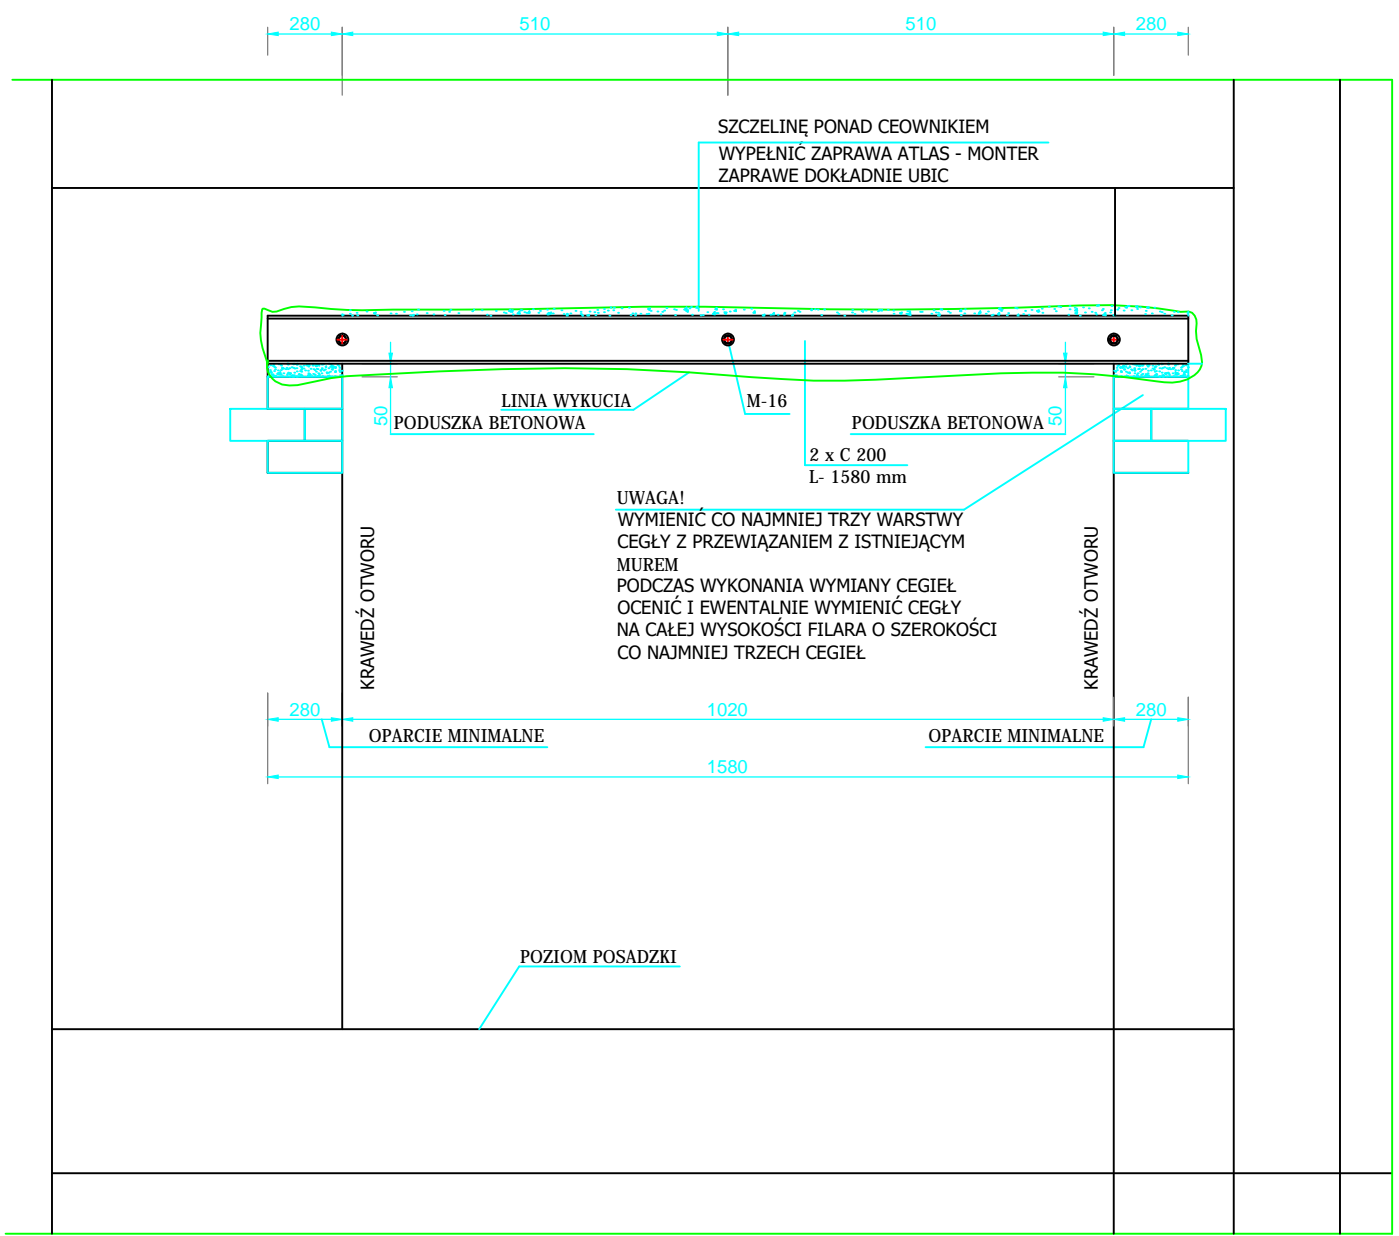 280 510 510 280
SZCZELINĘ PONAD CEOWNIKIEM
WYPEŁNIĆ ZAPRAWA ATLAS - MONTER
ZAPRAWE DOKŁADNIE UBIC
LINIA WYKUCIA
M-16
50
PODUSZKA BETONOWA
PODUSZKA BETONOWA
50
2 x C 200
L- 1580 mm
UWAGA!
WYMIENIĆ CO NAJMNIEJ TRZY WARSTWY
CEGŁY Z PRZEWIĄZANIEM Z ISTNIEJĄCYM
MUREM
PODCZAS WYKONANIA WYMIANY CEGIEŁ
OCENIĆ I EWENTALNIE WYMIENIĆ CEGŁY
NA CAŁEJ WYSOKOŚCI FILARA O SZEROKOŚCI
CO NAJMNIEJ TRZECH CEGIEŁ
KRAWEDŹ OTWORU
KRAWEDŹ OTWORU
280 1020 280
OPARCIE MINIMALNE
OPARCIE MINIMALNE
1580
POZIOM POSADZKI